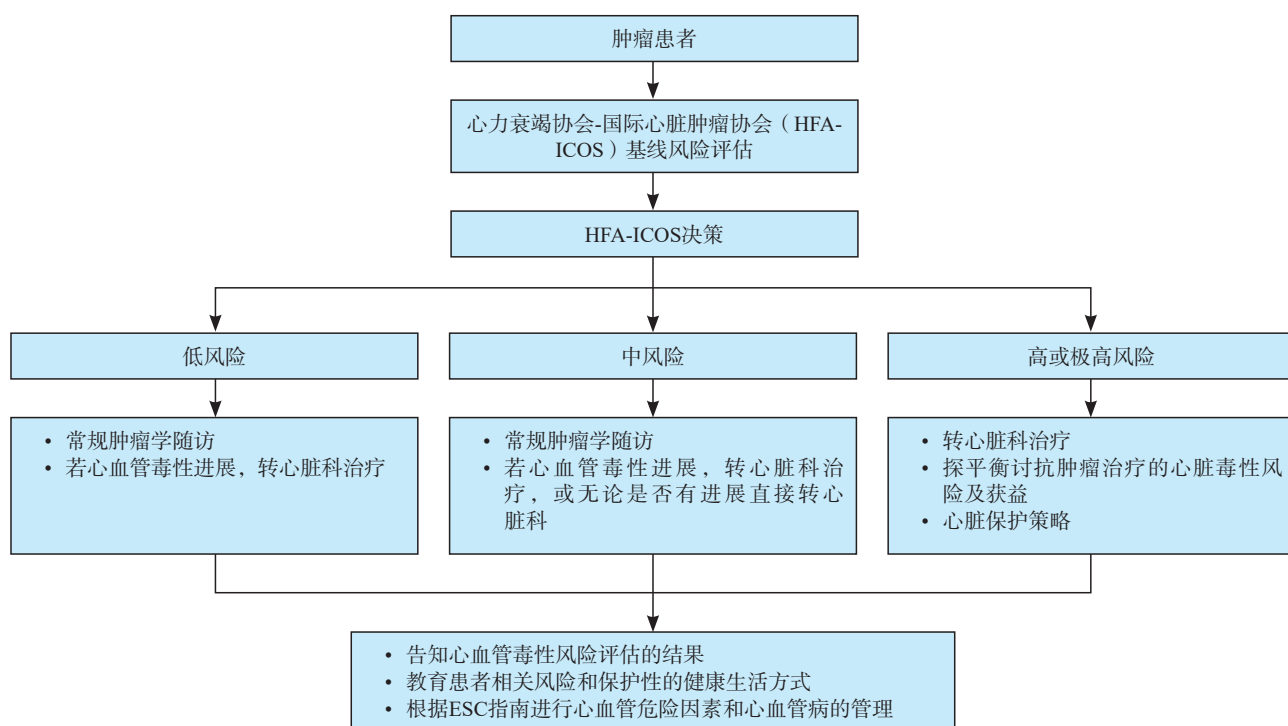 肿瘤患者
心力衰竭协会-国际心脏肿瘤协会（HFA-
ICOS）基线风险评估
HFA-ICOS决策
低风险
中风险
高或极高风险
• 常规肿瘤学随访
• 若心血管毒性进展，转心脏科治疗
• 常规肿瘤学随访
• 若心血管毒性进展，转心脏科治
疗，或无论是否有进展直接转心
脏科
• 转心脏科治疗
• 探平衡讨抗肿瘤治疗的心脏毒性风
险及获益
• 心脏保护策略
• 告知心血管毒性风险评估的结果
• 教育患者相关风险和保护性的健康生活方式
• 根据ESC指南进行心血管危险因素和心血管病的管理